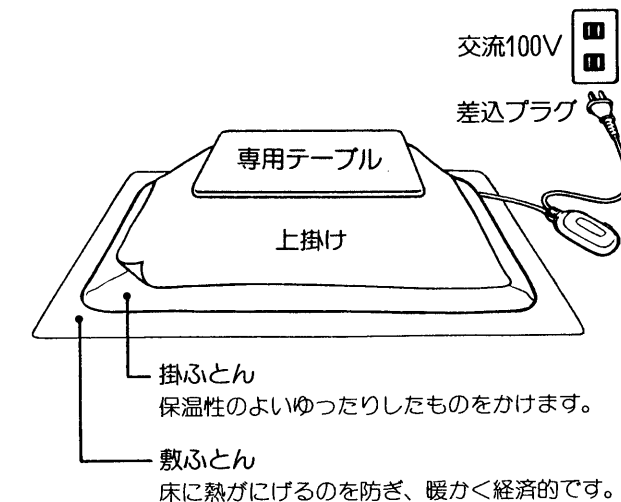 交流100V
差込プラグ
専用テーブル
上掛け
掛ふとん
保温性のよいゆったりしたものをかけます。
敷ふとん
床に熱がにげるのを防ぎ、暖かく経済的です。